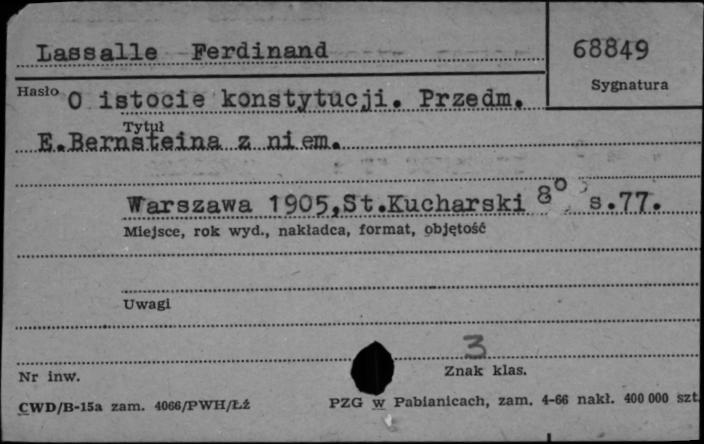 Lassalle Ferdinand
68849
Sygnatura
Hasło
O istocie konstytucji. Przedm.
Tytuł
E.Bernsteina z niem.
Warszawa 1905,St.Kucharski 8° s.77.
Miejsce, rok wyd., nakładca, format, objętość
Uwagi
3
Nr inw.
Znak klas.
CWD/B-15a zam. 4066/PWH/Łż
PZG w Pabianicach, zam. 4-66 nakł. 400 000 szt.